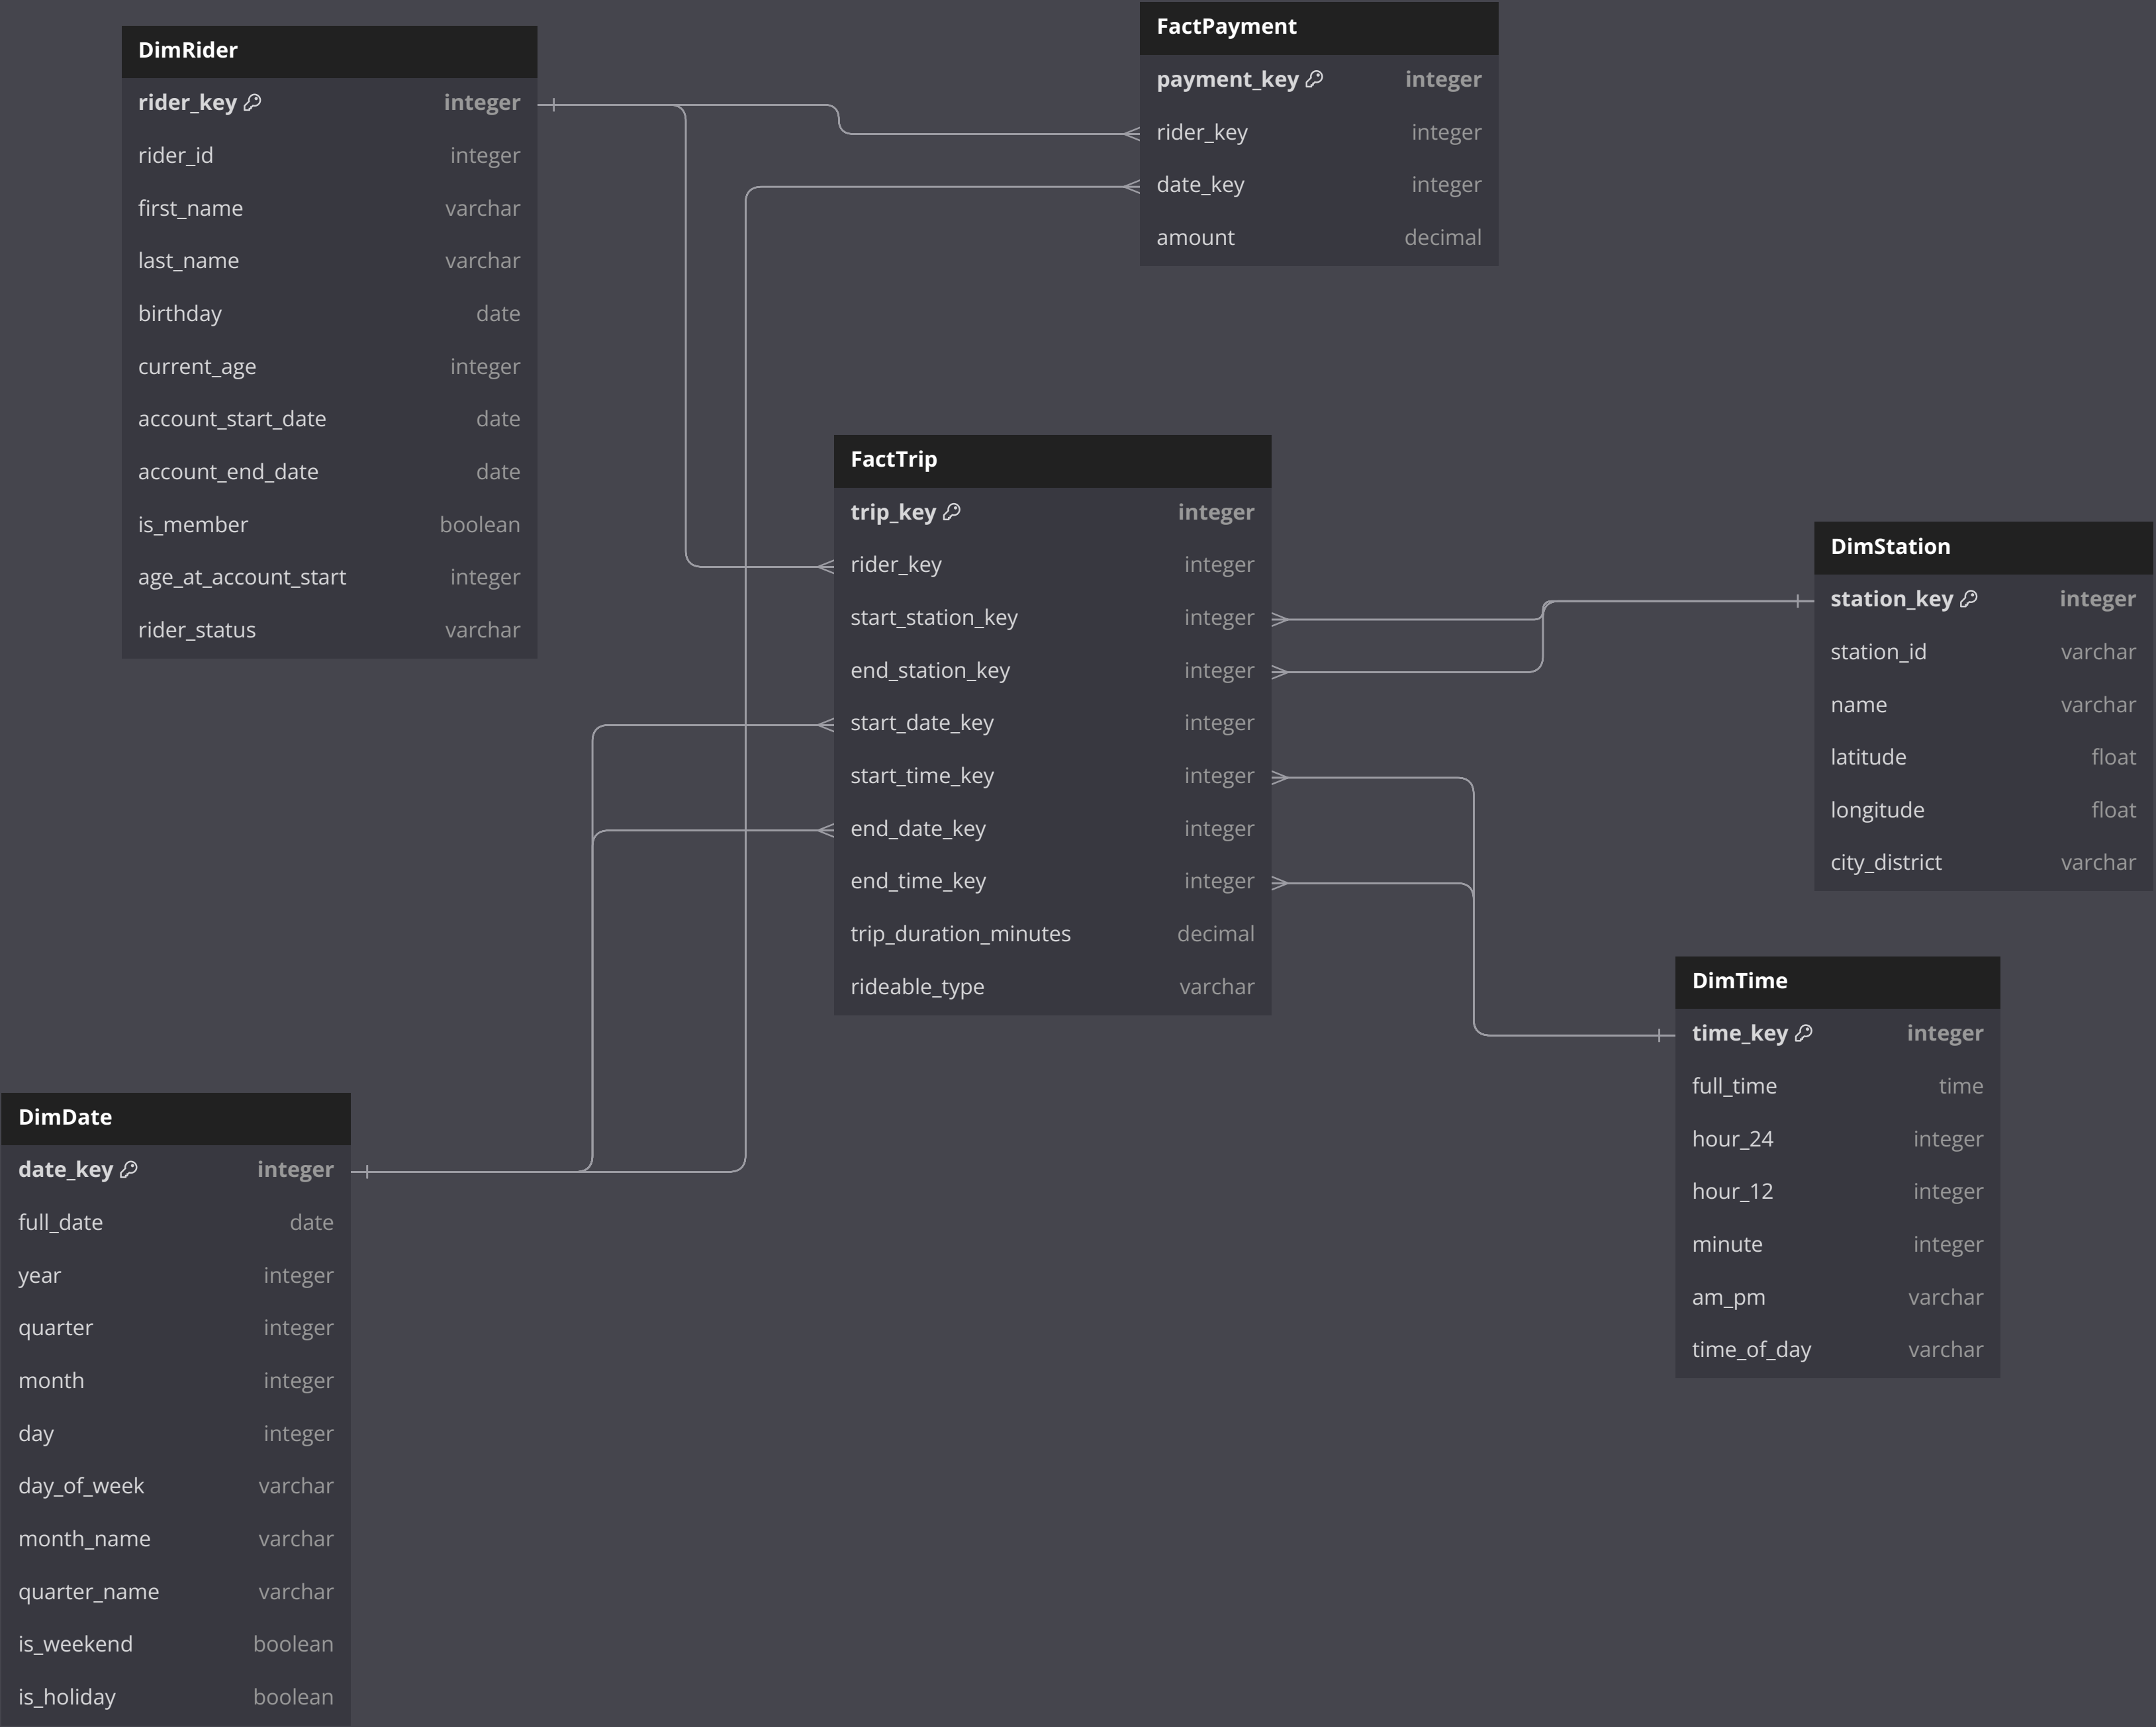 DimRider
rider_key integer
rider_id integer
first_name varchar
last_name varchar
birthday date
current_age integer
account_start_date date
account_end_date date
is_member boolean
age_at_account_start integer
rider_status varchar
FactPayment
payment_key integer
rider_key integer
date_key integer
amount decimal
FactTrip
trip_key integer
rider_key integer
start_station_key integer
end_station_key integer
start_date_key integer
start_time_key integer
end_date_key integer
end_time_key integer
trip_duration_minutes decimal
rideable_type varchar
DimStation
station_key integer
station_id varchar
name varchar
latitude float
longitude float
city_district varchar
DimTime
time_key integer
full_time time
hour_24 integer
hour_12 integer
minute integer
am_pm varchar
time_of_day varchar
DimDate
date_key integer
full_date date
year integer
quarter integer
month integer
day integer
day_of_week varchar
month_name varchar
quarter_name varchar
is_weekend boolean
is_holiday boolean